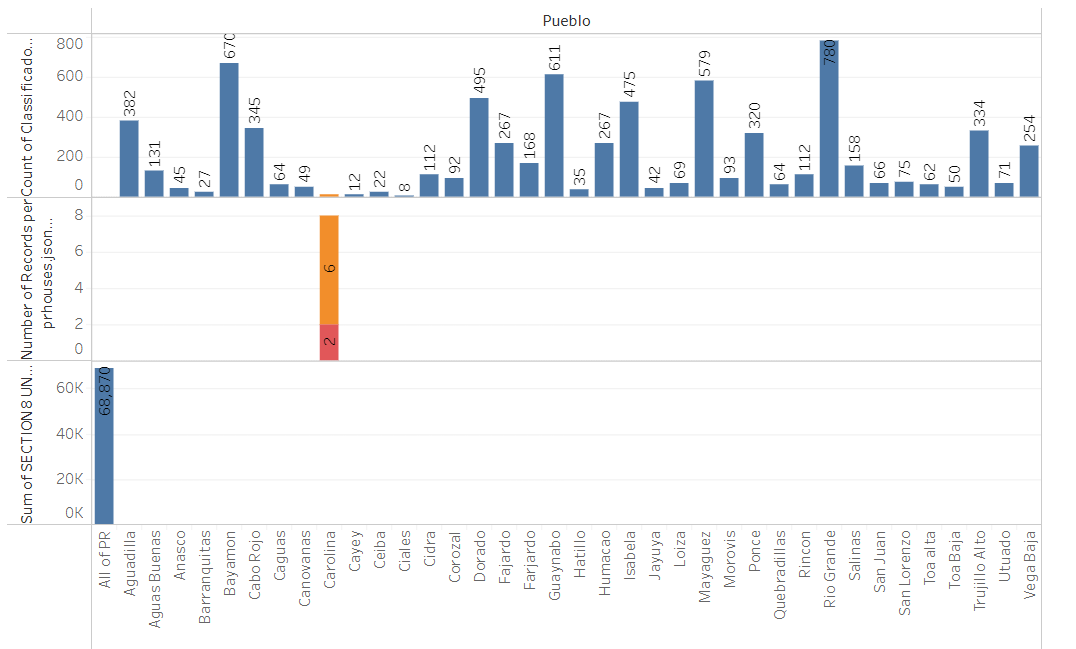 Pueblo
Count of Classificado...
800
600
400
200
0
382
131
45
27
670
345
64
49
12
22
8
112
92
495
267
168
611
35
267
475
42
69
579
93
320
64
112
780
158
66
75
62
50
334
71
254
Number of Records per
prhouses.json...
8
6
4
2
0
6
2
Sum of SECTION 8 UN...
60K
40K
20K
0K
68,870
All of PR
Aguadilla
Aguas Buenas
Anasco
Barranquitas
Bayamon
Cabo Rojo
Caguas
Canovanas
Carolina
Cayey
Ceiba
Ciales
Cidra
Corozal
Dorado
Fajardo
Farjardo
Guaynabo
Hatillo
Humacao
Isabela
Jayuya
Loiza
Mayaguez
Morovis
Ponce
Quebradillas
Rincon
Rio Grande
Salinas
San Juan
San Lorenzo
Toa alta
Toa Baja
Trujillo Alto
Utuado
Vega Baja